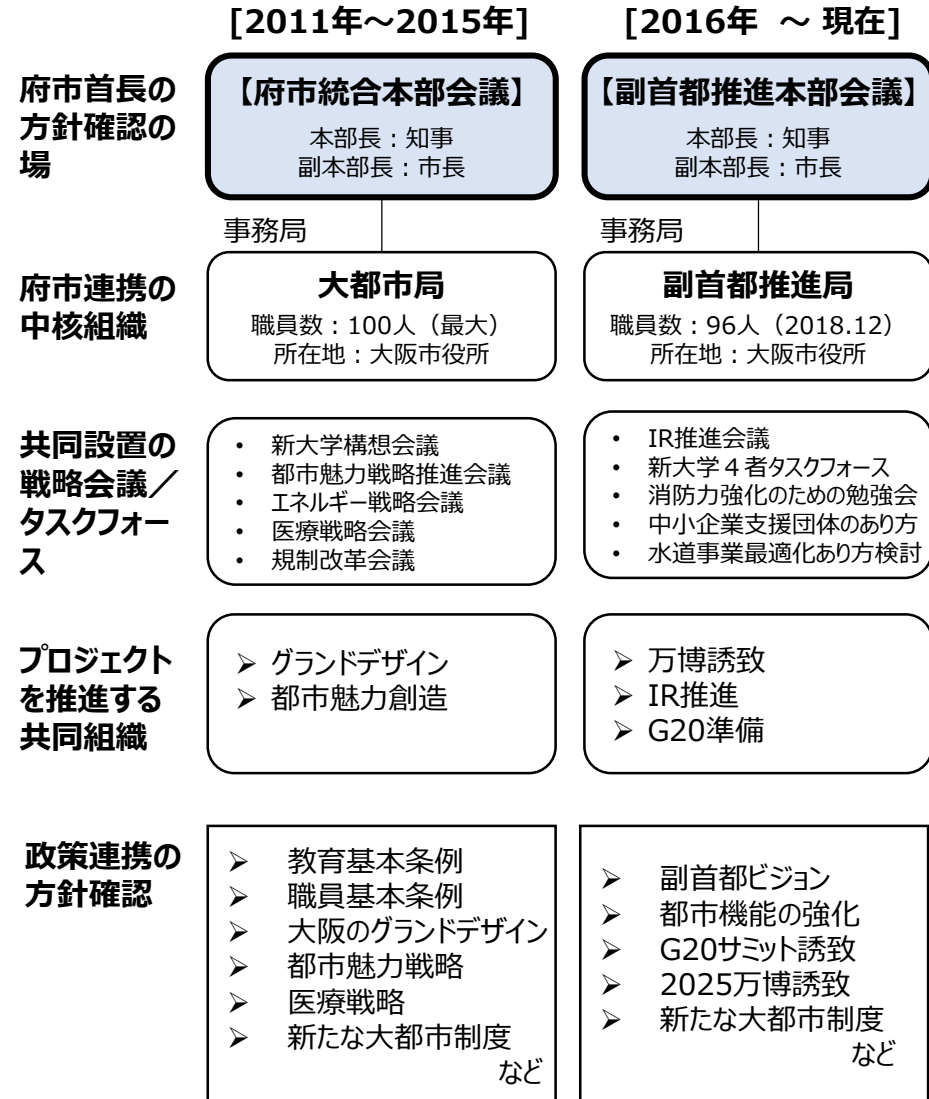 [2011年～2015年]
[2016年 ～ 現在]
府市首長の
方針確認の
場
【府市統合本部会議】
本部長：知事
副本部長：市長
【副首都推進本部会議】
本部長：知事
副本部長：市長
事務局
事務局
府市連携の
中核組織
大都市局
職員数：100人（最大）
所在地：大阪市役所
副首都推進局
職員数：96人（2018.12）
所在地：大阪市役所
共同設置の
戦略会議／
タスクフォー
ス
• 新大学構想会議
• 都市魅力戦略推進会議
• エネルギー戦略会議
• 医療戦略会議
• 規制改革会議
• IR推進会議
• 新大学４者タスクフォース
• 消防力強化のための勉強会
• 中小企業支援団体のあり方
• 水道事業最適化あり方検討
プロジェクト
を推進する
共同組織
➢ グランドデザイン
➢ 都市魅力創造
➢ 万博誘致
➢ IR推進
➢ G20準備
政策連携の
方針確認
➢ 教育基本条例
➢ 職員基本条例
➢ 大阪のグランドデザイン
➢ 都市魅力戦略
➢ 医療戦略
➢ 新たな大都市制度
など
➢ 副首都ビジョン
➢ 都市機能の強化
➢ G20サミット誘致
➢ 2025万博誘致
➢ 新たな大都市制度
など